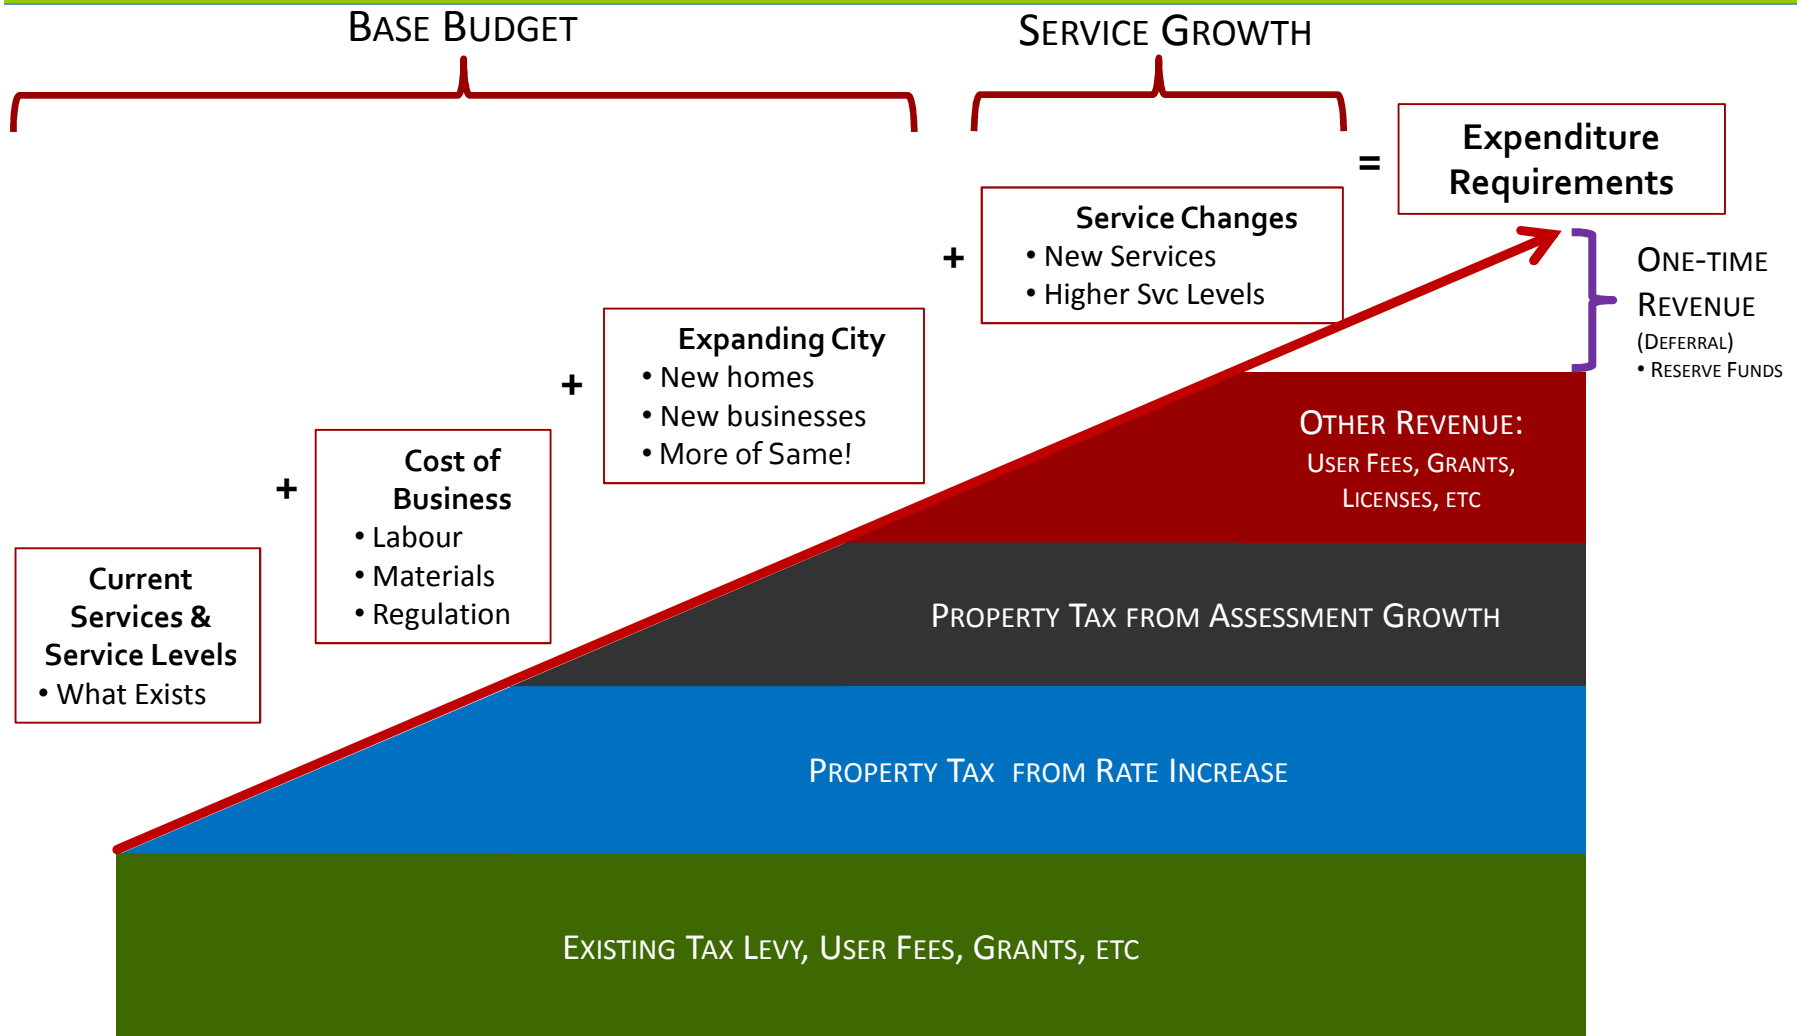 BASE BUDGET
SERVICE GROWTH
Expenditure
Requirements
=
Service Changes
• New Services
• Higher Svc Levels
+
ONE-TIME
REVENUE
(DEFERRAL)
• RESERVE FUNDS
Expanding City
• New homes
• New businesses
• More of Same!
+
Cost of
Business
• Labour
• Materials
• Regulation
+
Current
Services &
Service Levels
• What Exists
OTHER REVENUE:
USER FEES, GRANTS,
LICENSES, ETC
PROPERTY TAX FROM ASSESSMENT GROWTH
PROPERTY TAX FROM RATE INCREASE
EXISTING TAX LEVY, USER FEES, GRANTS, ETC